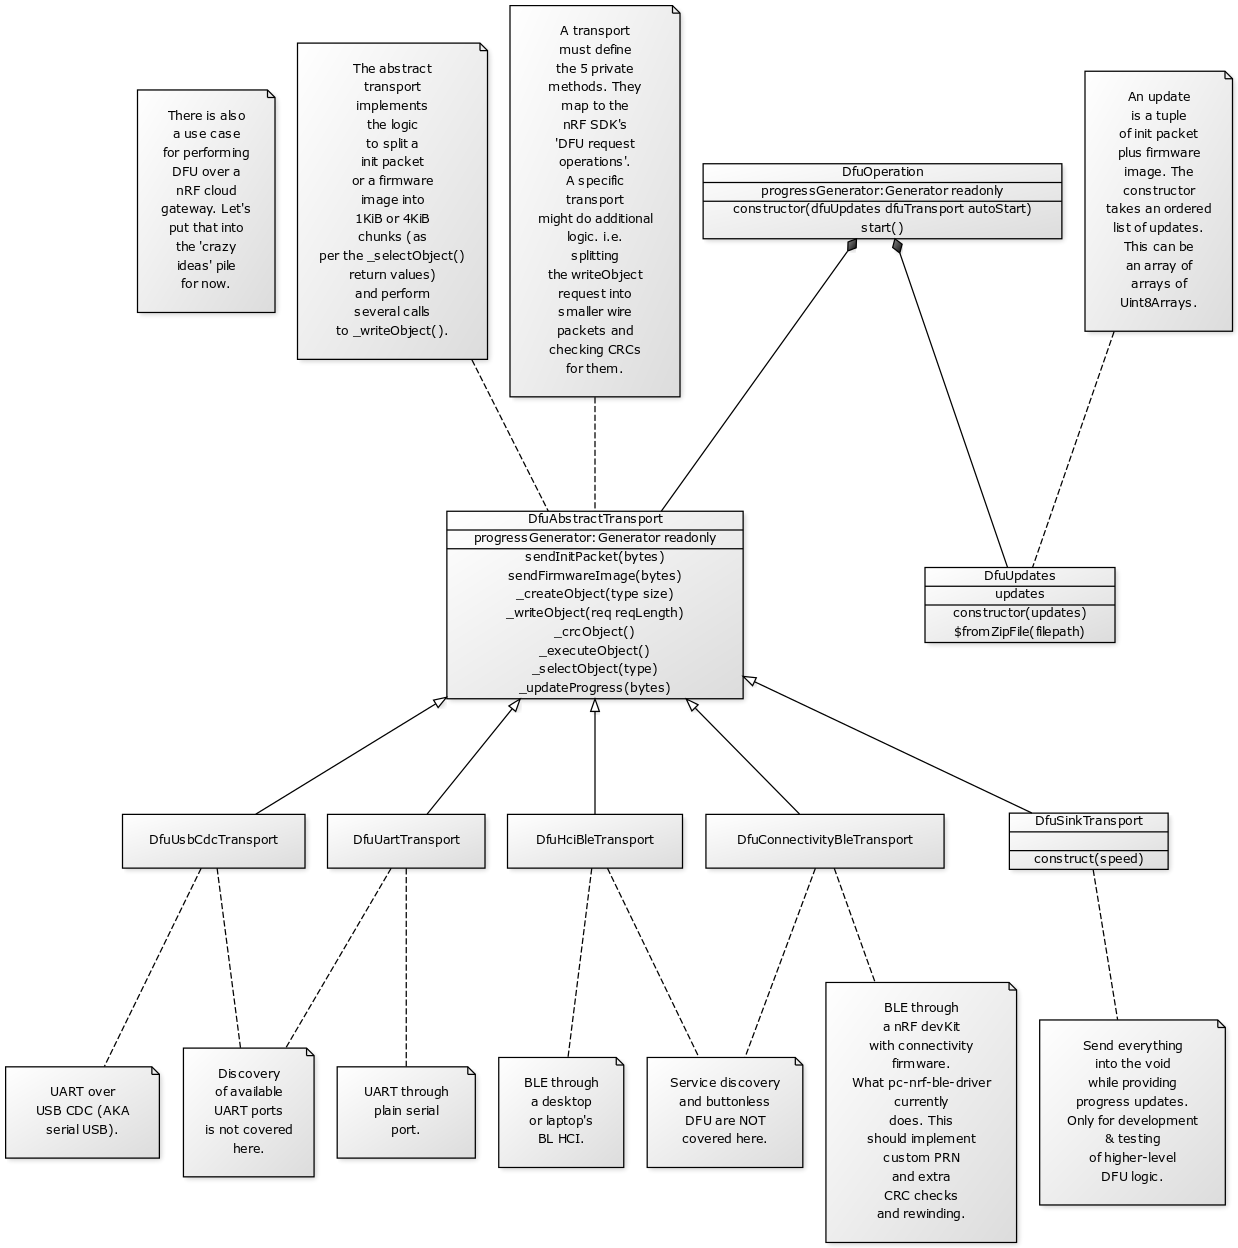 A transport
must define
the 5 private
methods. They
map to the
nRF SDK's
'DFU request
operations'.
A specific
transport
might do additional
logic. i.e.
splitting
the writeObject
request into
smaller wire
packets and
checking CRCs
for them.
The abstract
transport
implements
the logic
to split a
init packet
or a firmware
image into
1KiB or 4KiB
chunks (as
per the _selectObject()
return values)
and perform
several calls
to _writeObject().
There is also
a use case
for performing
DFU over a
nRF cloud
gateway. Let's
put that into
the 'crazy
ideas' pile
for now.
An update
is a tuple
of init packet
plus firmware
image. The
constructor
takes an ordered
list of updates.
This can be
an array of
arrays of
Uint8Arrays.
DfuOperation
progressGenerator:Generator readonly
constructor(dfuUpdates dfuTransport autoStart)
start()
DfuAbstractTransport
progressGenerator:Generator readonly
sendInitPacket(bytes)
sendFirmwareImage(bytes)
_createObject(type size)
_writeObject(req reqLength)
_crcObject()
_executeObject()
_selectObject(type)
_updateProgress(bytes)
DfuUpdates
updates
constructor(updates)
$fromZipFile(filepath)
DfuUsbCdcTransport
DfuUartTransport
DfuHciBleTransport
DfuConnectivityBleTransport
DfuSinkTransport
construct(speed)
UART over
USB CDC (AKA
serial USB).
Discovery
of available
UART ports
is not covered
here.
UART through
plain serial
port.
BLE through
a desktop
or laptop's
BL HCI.
Service discovery
and buttonless
DFU are NOT
covered here.
BLE through
a nRF devKit
with connectivity
firmware.
What pc-nrf-ble-driver
currently
does. This
should implement
custom PRN
and extra
CRC checks
and rewinding.
Send everything
into the void
while providing
progress updates.
Only for development
& testing
of higher-level
DFU logic.